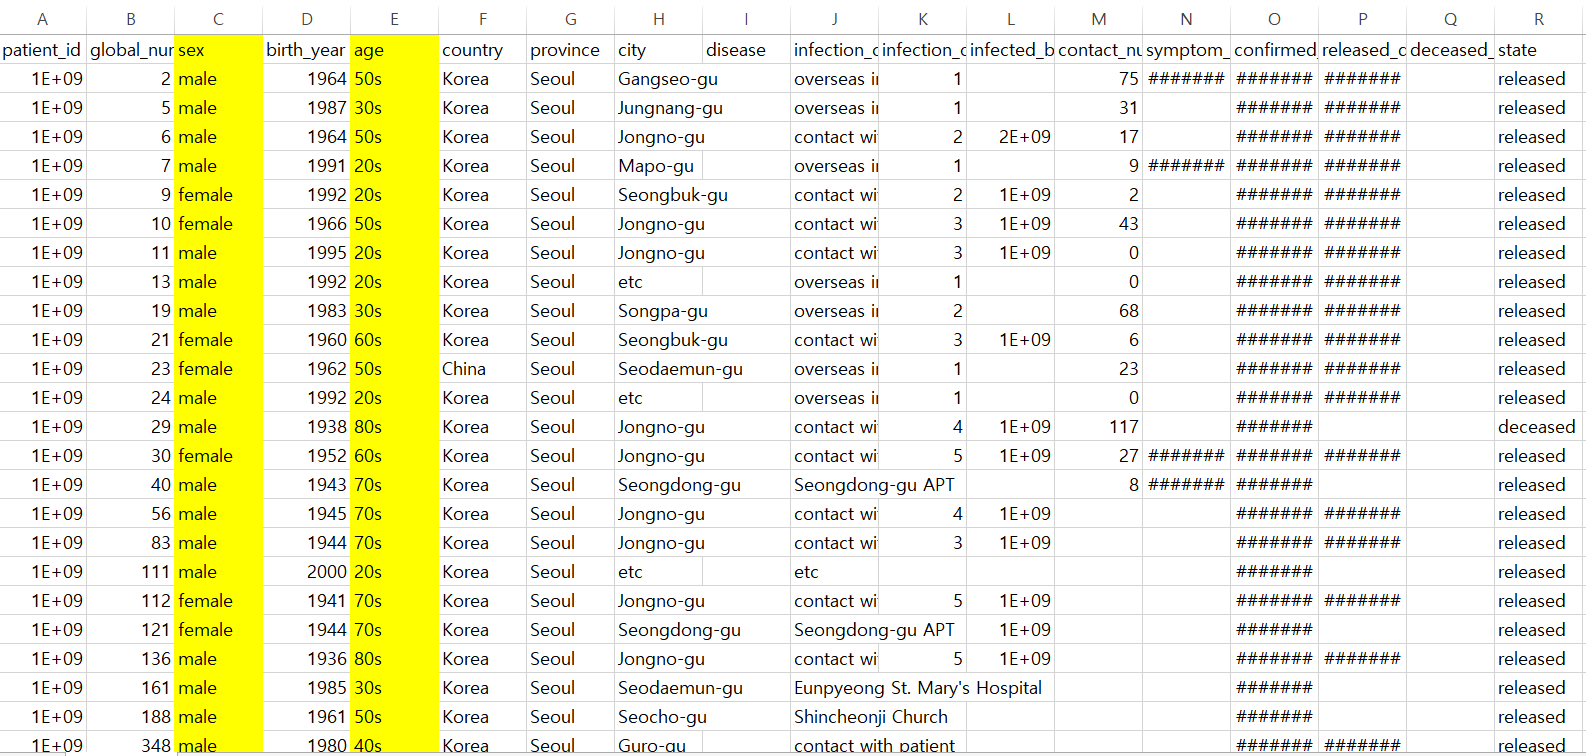 A B C D E F G H I J K L M N O P Q R
patient_id global_nur sex birth_year age country province city disease infection_c infection_c infected_b contact_nu symptom_ confirmed_ released_c deceased_ state
1E+09 2 male 1964 50s Korea Seoul Gangseo-gu overseas in 1 75 ####### ####### ####### released
1E+09 5 male 1987 30s Korea Seoul Jungnang-gu overseas in 1 31 ####### ####### released
1E+09 6 male 1964 50s Korea Seoul Jongno-gu contact wi 2 2E+09 17 ####### ####### released
1E+09 7 male 1991 20s Korea Seoul Mapo-gu overseas in 1 9 ####### ####### ####### released
1E+09 9 female 1992 20s Korea Seoul Seongbuk-gu contact wi 2 1E+09 2 ####### ####### released
1E+09 10 female 1966 50s Korea Seoul Jongno-gu contact wi 3 1E+09 43 ####### ####### released
1E+09 11 male 1995 20s Korea Seoul Jongno-gu contact wi 3 1E+09 0 ####### ####### released
1E+09 13 male 1992 20s Korea Seoul etc overseas in 1 0 ####### ####### released
1E+09 19 male 1983 30s Korea Seoul Songpa-gu overseas in 2 68 ####### ####### released
1E+09 21 female 1960 60s Korea Seoul Seongbuk-gu contact wi 3 1E+09 6 ####### ####### released
1E+09 23 female 1962 50s China Seoul Seodaemun-gu overseas in 1 23 ####### ####### released
1E+09 24 male 1992 20s Korea Seoul etc overseas in 1 0 ####### ####### released
1E+09 29 male 1938 80s Korea Seoul Jongno-gu contact wi 4 1E+09 117 ####### deceased
1E+09 30 female 1952 60s Korea Seoul Jongno-gu contact wi 5 1E+09 27 ####### ####### ####### released
1E+09 40 male 1943 70s Korea Seoul Seongdong-gu Seongdong-gu APT 8 ####### ####### released
1E+09 56 male 1945 70s Korea Seoul Jongno-gu contact wi 4 1E+09 ####### ####### released
1E+09 83 male 1944 70s Korea Seoul Jongno-gu contact wi 3 1E+09 ####### ####### released
1E+09 111 male 2000 20s Korea Seoul etc etc ####### released
1E+09 112 female 1941 70s Korea Seoul Jongno-gu contact wi 5 1E+09 ####### ####### released
1E+09 121 female 1944 70s Korea Seoul Seongdong-gu Seongdong-gu APT 1E+09 ####### released
1E+09 136 male 1936 80s Korea Seoul Jongno-gu contact wi 5 1E+09 ####### ####### released
1E+09 161 male 1985 30s Korea Seoul Seodaemun-gu Eunpyeong St. Mary's Hospital ####### released
1E+09 188 male 1961 50s Korea Seoul Seocho-gu Shincheonji Church ####### released
1E+09 348 male 1980 40s Korea Seoul Guro-gu contact with patient ####### ####### released